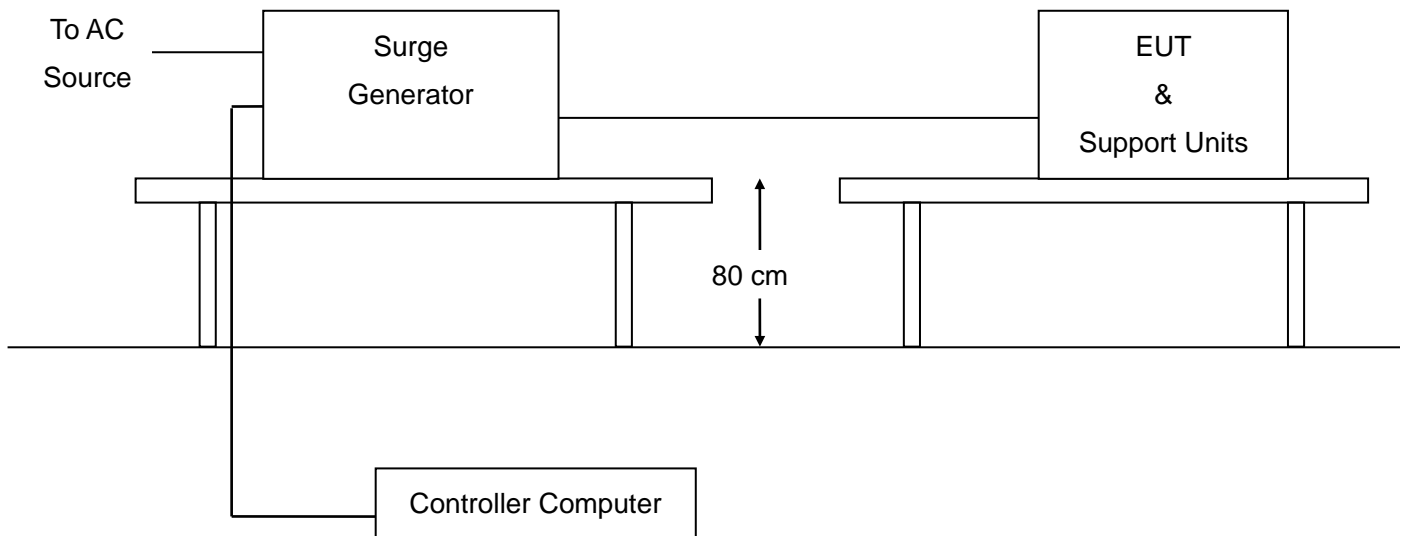 To AC
Source
Surge
Generator
EUT
&
Support Units
80 cm
Controller Computer